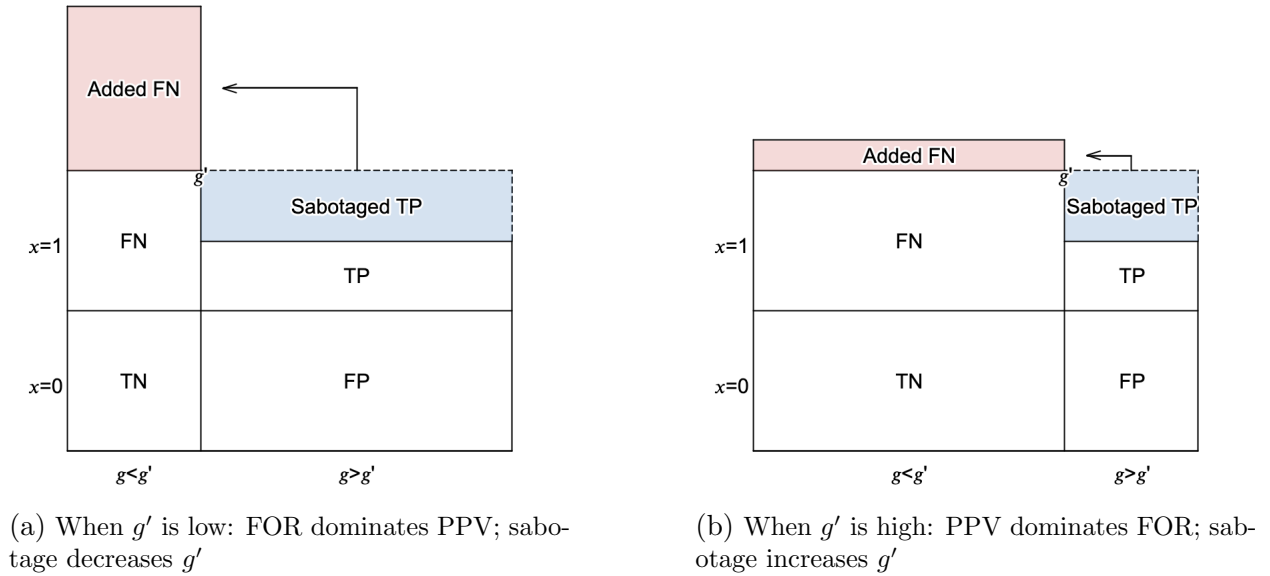 Added FN
g'
Sabotaged TP
x=1
FN
TP
x=0
TN
FP
g<g'
g>g'
(a) When g′ is low: FOR dominates PPV; sabo-
tage decreases g′
Added FN
g'
Sabotaged TP
x=1
FN
TP
x=0
TN
FP
g<g'
g>g'
(b) When g′ is high: PPV dominates FOR; sab-
otage increases g′